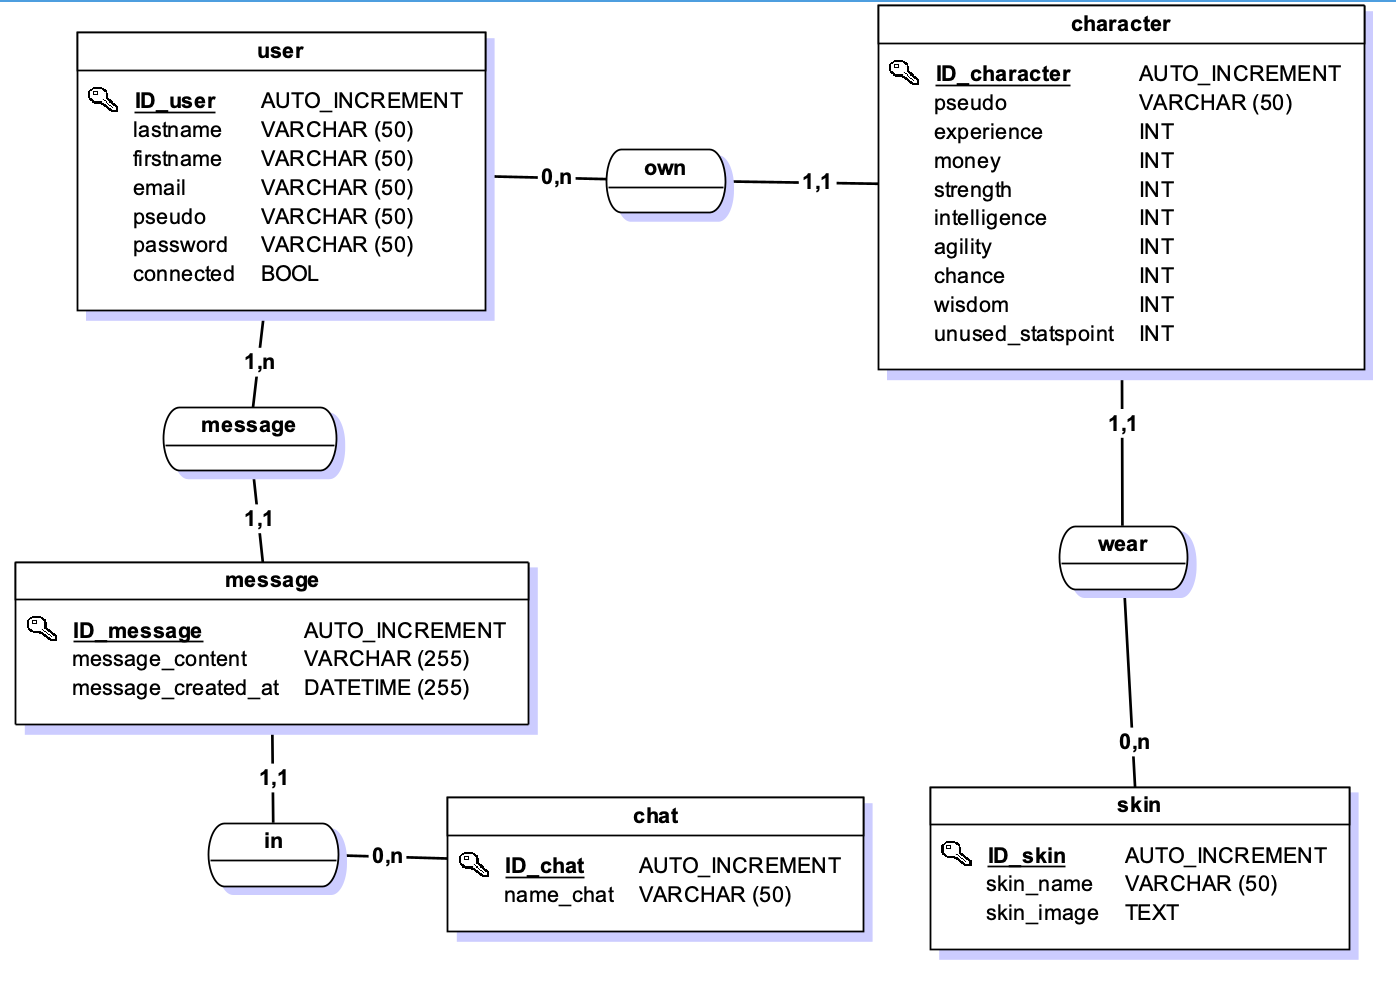 user
ID_user AUTO_INCREMENT
lastname VARCHAR (50)
firstname VARCHAR (50)
email VARCHAR (50)
pseudo VARCHAR (50)
password VARCHAR (50)
connected BOOL
0,n
own
1,1
character
ID_character AUTO_INCREMENT
pseudo VARCHAR (50)
experience INT
money INT
strength INT
intelligence INT
agility INT
chance INT
wisdom INT
unused_statspoint INT
1,n
message
1,1
message
ID_message AUTO_INCREMENT
message_content VARCHAR (255)
message_created_at DATETIME (255)
1,1
in
0,n
chat
ID_chat AUTO_INCREMENT
name_chat VARCHAR (50)
1,1
wear
0,n
skin
ID_skin AUTO_INCREMENT
skin_name VARCHAR (50)
skin_image TEXT